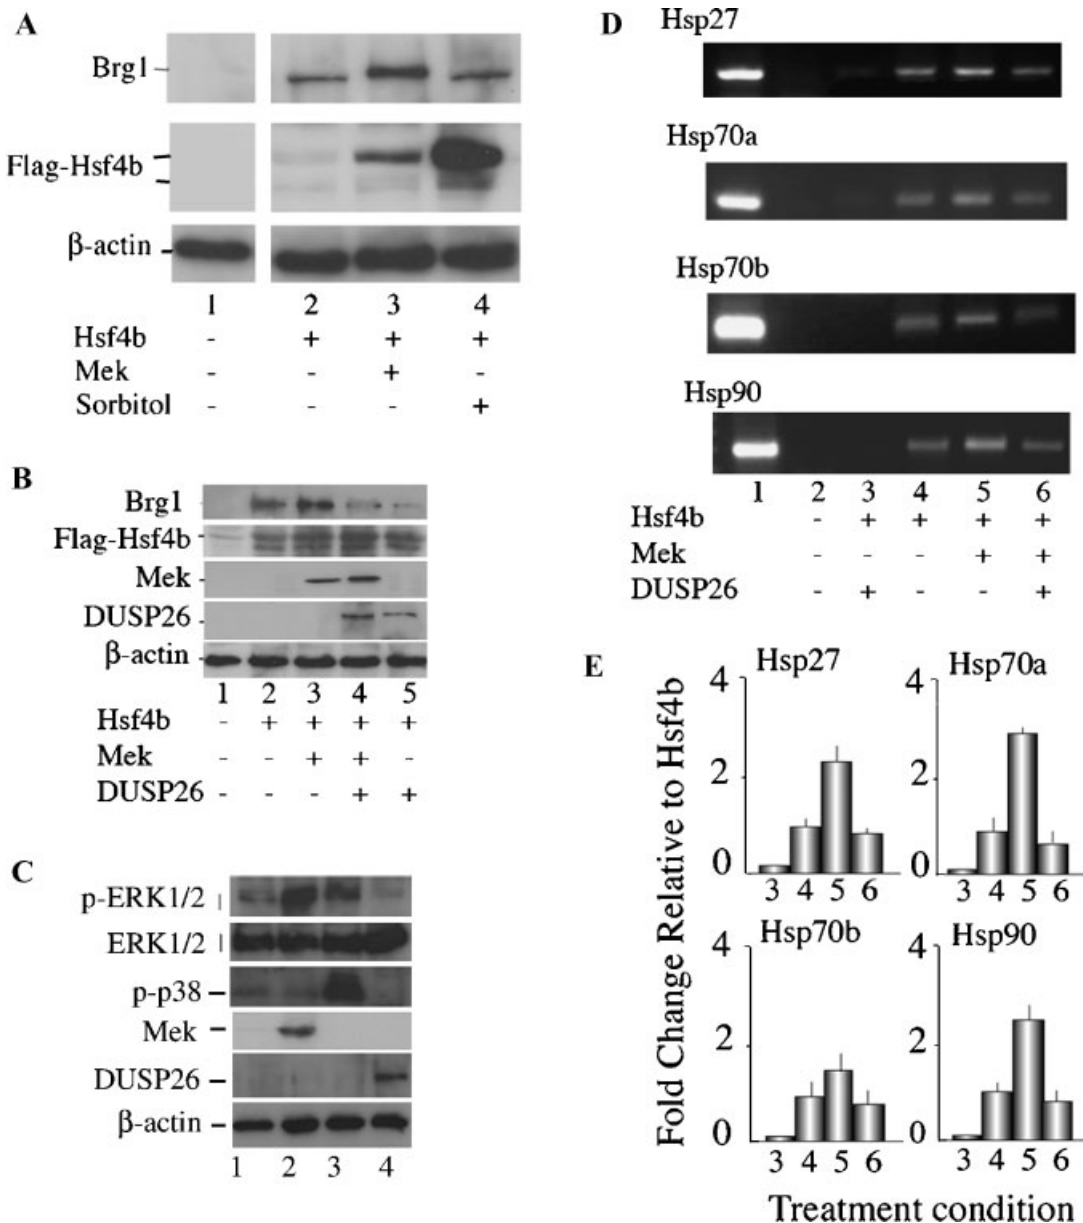 A
Brg1
Flag-Hsf4b
β-actin
1 2 3 4
Hsf4b - + + +
Mek - - + -
Sorbitol - - - +
B
Brg1
Flag-Hsf4b
Mek
DUSP26
β-actin
1 2 3 4 5
Hsf4b - + + + +
Mek - - + + -
DUSP26 - - - + +
C
p-ERK1/2
ERK1/2
p-p38
Mek
DUSP26
β-actin
1 2 3 4
D
Hsp27
Hsp70a
Hsp70b
Hsp90
1 2 3 4 5 6
Hsf4b - + + + +
Mek - - - + +
DUSP26 - + - - +
E
Fold Change Relative to Hsf4b
Hsp27
4
2
0
3 4 5 6
Hsp70a
4
2
0
3 4 5 6
Hsp70b
4
2
0
3 4 5 6
Hsp90
4
2
0
3 4 5 6
Treatment condition